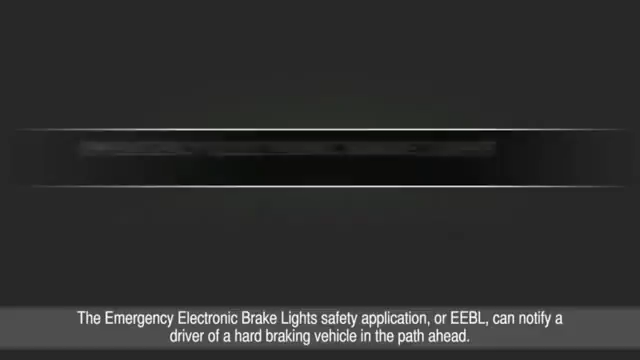 The Emergency Electronic Brake Lights safety application, or EEBL, can notify a
driver of a hard braking vehicle in the path ahead.